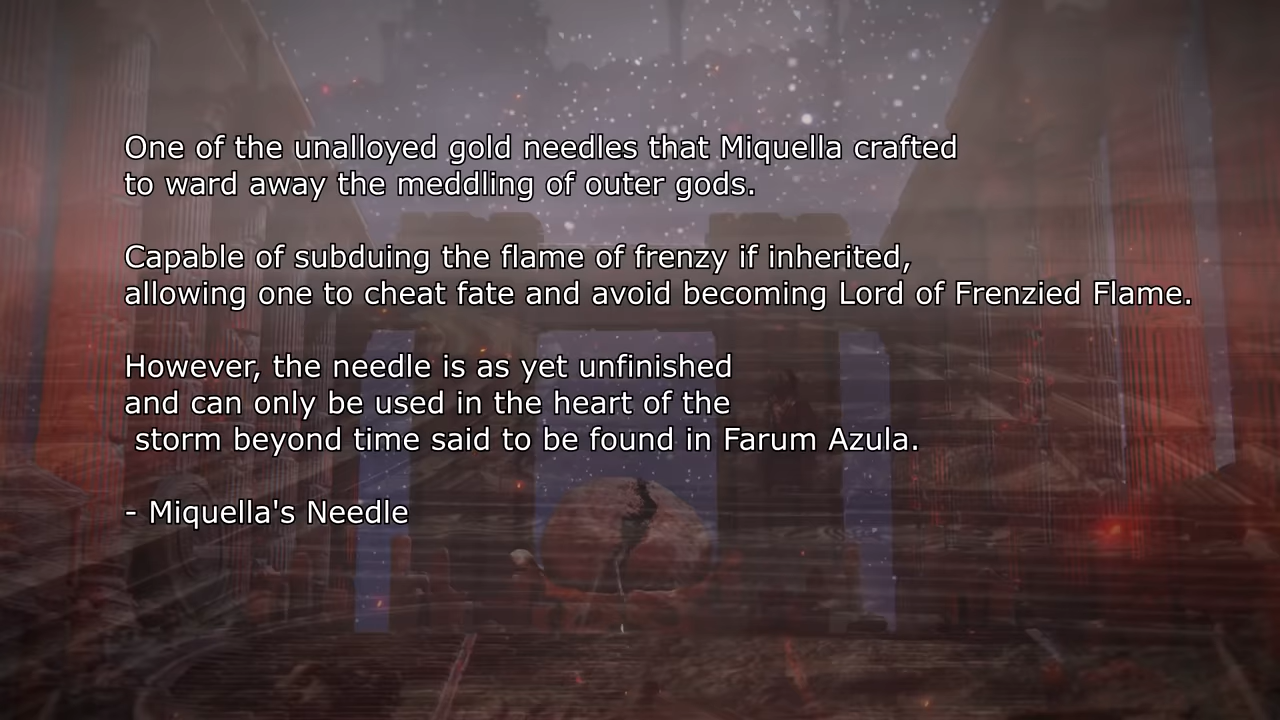 One of the unalloyed gold needles that Miquella crafted
to ward away the meddling of outer gods.
Capable of subduing the flame of frenzy if inherited,
allowing one to cheat fate and avoid becoming Lord of Frenzied Flame.
However, the needle is as yet unfinished
and can only be used in the heart of the
storm beyond time said to be found in Farum Azula.
- Miquella's Needle